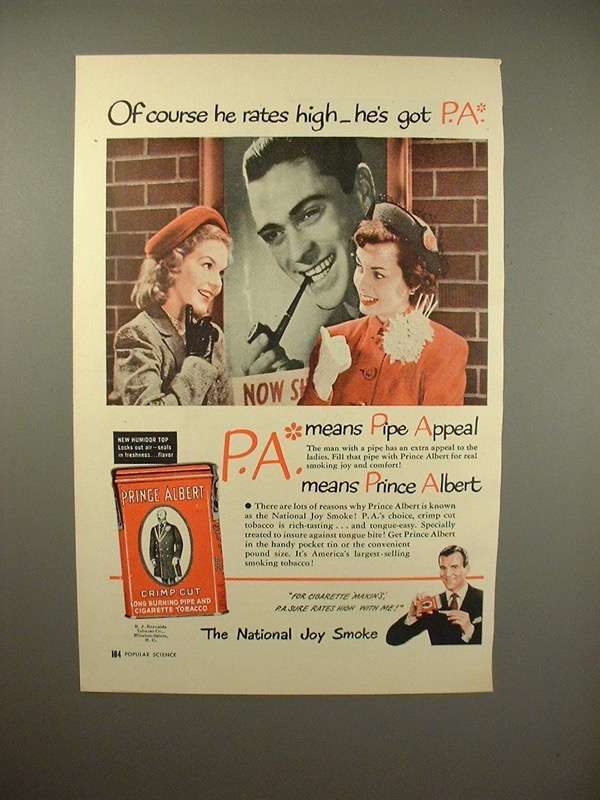 Of course he rates high—he's got P.A.*
NOW S
P.A.*
means Pipe Appeal
The man with a pipe has an extra appeal to the
ladies. Fill that pipe with Prince Albert for real
smoking joy and comfort!
means Prince Albert
● There are lots of reasons why Prince Albert is known
as the National Joy Smoke! P.A.'s choice, crimp cut
tobacco is rich-tasting . . . and tongue-easy. Specially
treated to insure against tongue bite! Get Prince Albert
in the handy pocket tin or the convenient
pound size. It's America's largest-selling
smoking tobacco!
NEW HUMIDOR TOP
Locks out air—seals
in freshness...flavor
PRINCE ALBERT
CRIMP CUT
LONG BURNING PIPE AND
CIGARETTE TOBACCO
R. J. Reynolds
Tobacco Co.,
Winston-Salem,
N. C.
"FOR CIGARETTE 'MAKIN'S,'
P.A. SURE RATES HIGH WITH ME!"
The National Joy Smoke
184 POPULAR SCIENCE